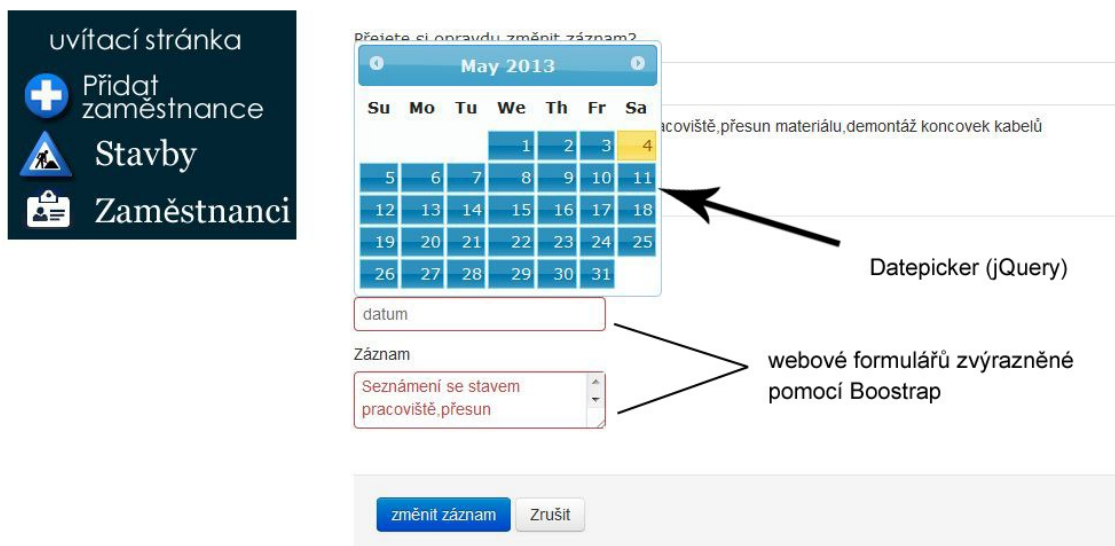 uvítací stránka
Přidat
zaměstnance
Stavby
Zaměstnanci
Přejete si opravdu změnit záznam?
May 2013
Su Mo Tu We Th Fr Sa
1 2 3 4
5 6 7 8 9 10 11
12 13 14 15 16 17 18
19 20 21 22 23 24 25
26 27 28 29 30 31
acoviště,přesun materiálu,demontáž koncovek kabelů
Datepicker (jQuery)
datum
Záznam
Seznámení se stavem
pracoviště,přesun
webové formulářů zvýrazněné
pomocí Boostrap
změnit záznam
Zrušit